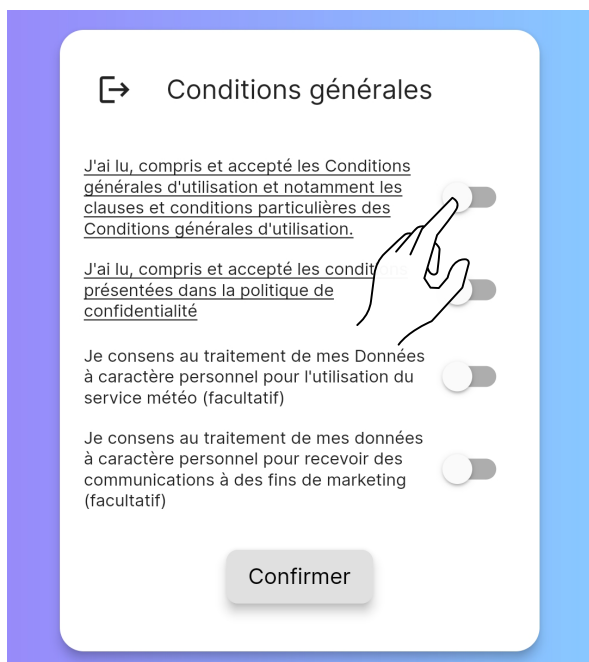 Conditions générales
J'ai lu, compris et accepté les Conditions
générales d'utilisation et notamment les
clauses et conditions particulières des
Conditions générales d'utilisation.
J'ai lu, compris et accepté les conditions
présentées dans la politique de
confidentialité
Je consens au traitement de mes Données
à caractère personnel pour l'utilisation du
service météo (facultatif)
Je consens au traitement de mes données
à caractère personnel pour recevoir des
communications à des fins de marketing
(facultatif)
Confirmer